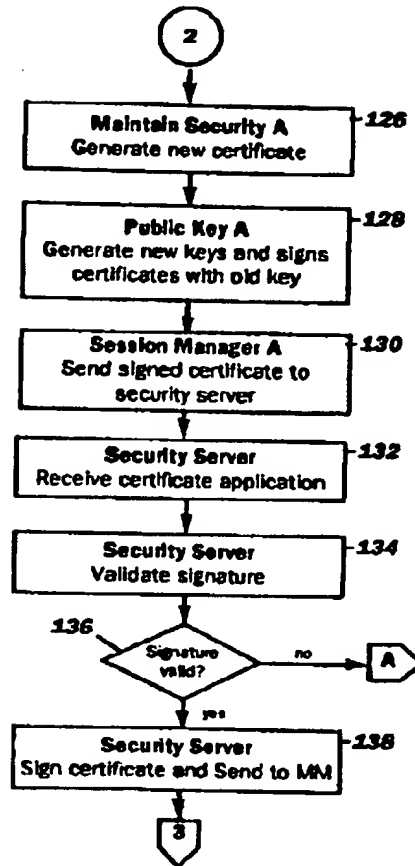 2
Maintain Security A
126
Generate new certificate
Public Key A
128
Generate new keys and signs
certificates with old key
Session Manager A
130
Send signed certificate to
security server
Security Server
132
Receive certificate application
Security Server
134
Validate signature
136
Signature
valid?
no
A
yes
Security Server
138
Sign certificate and Send to MM
3